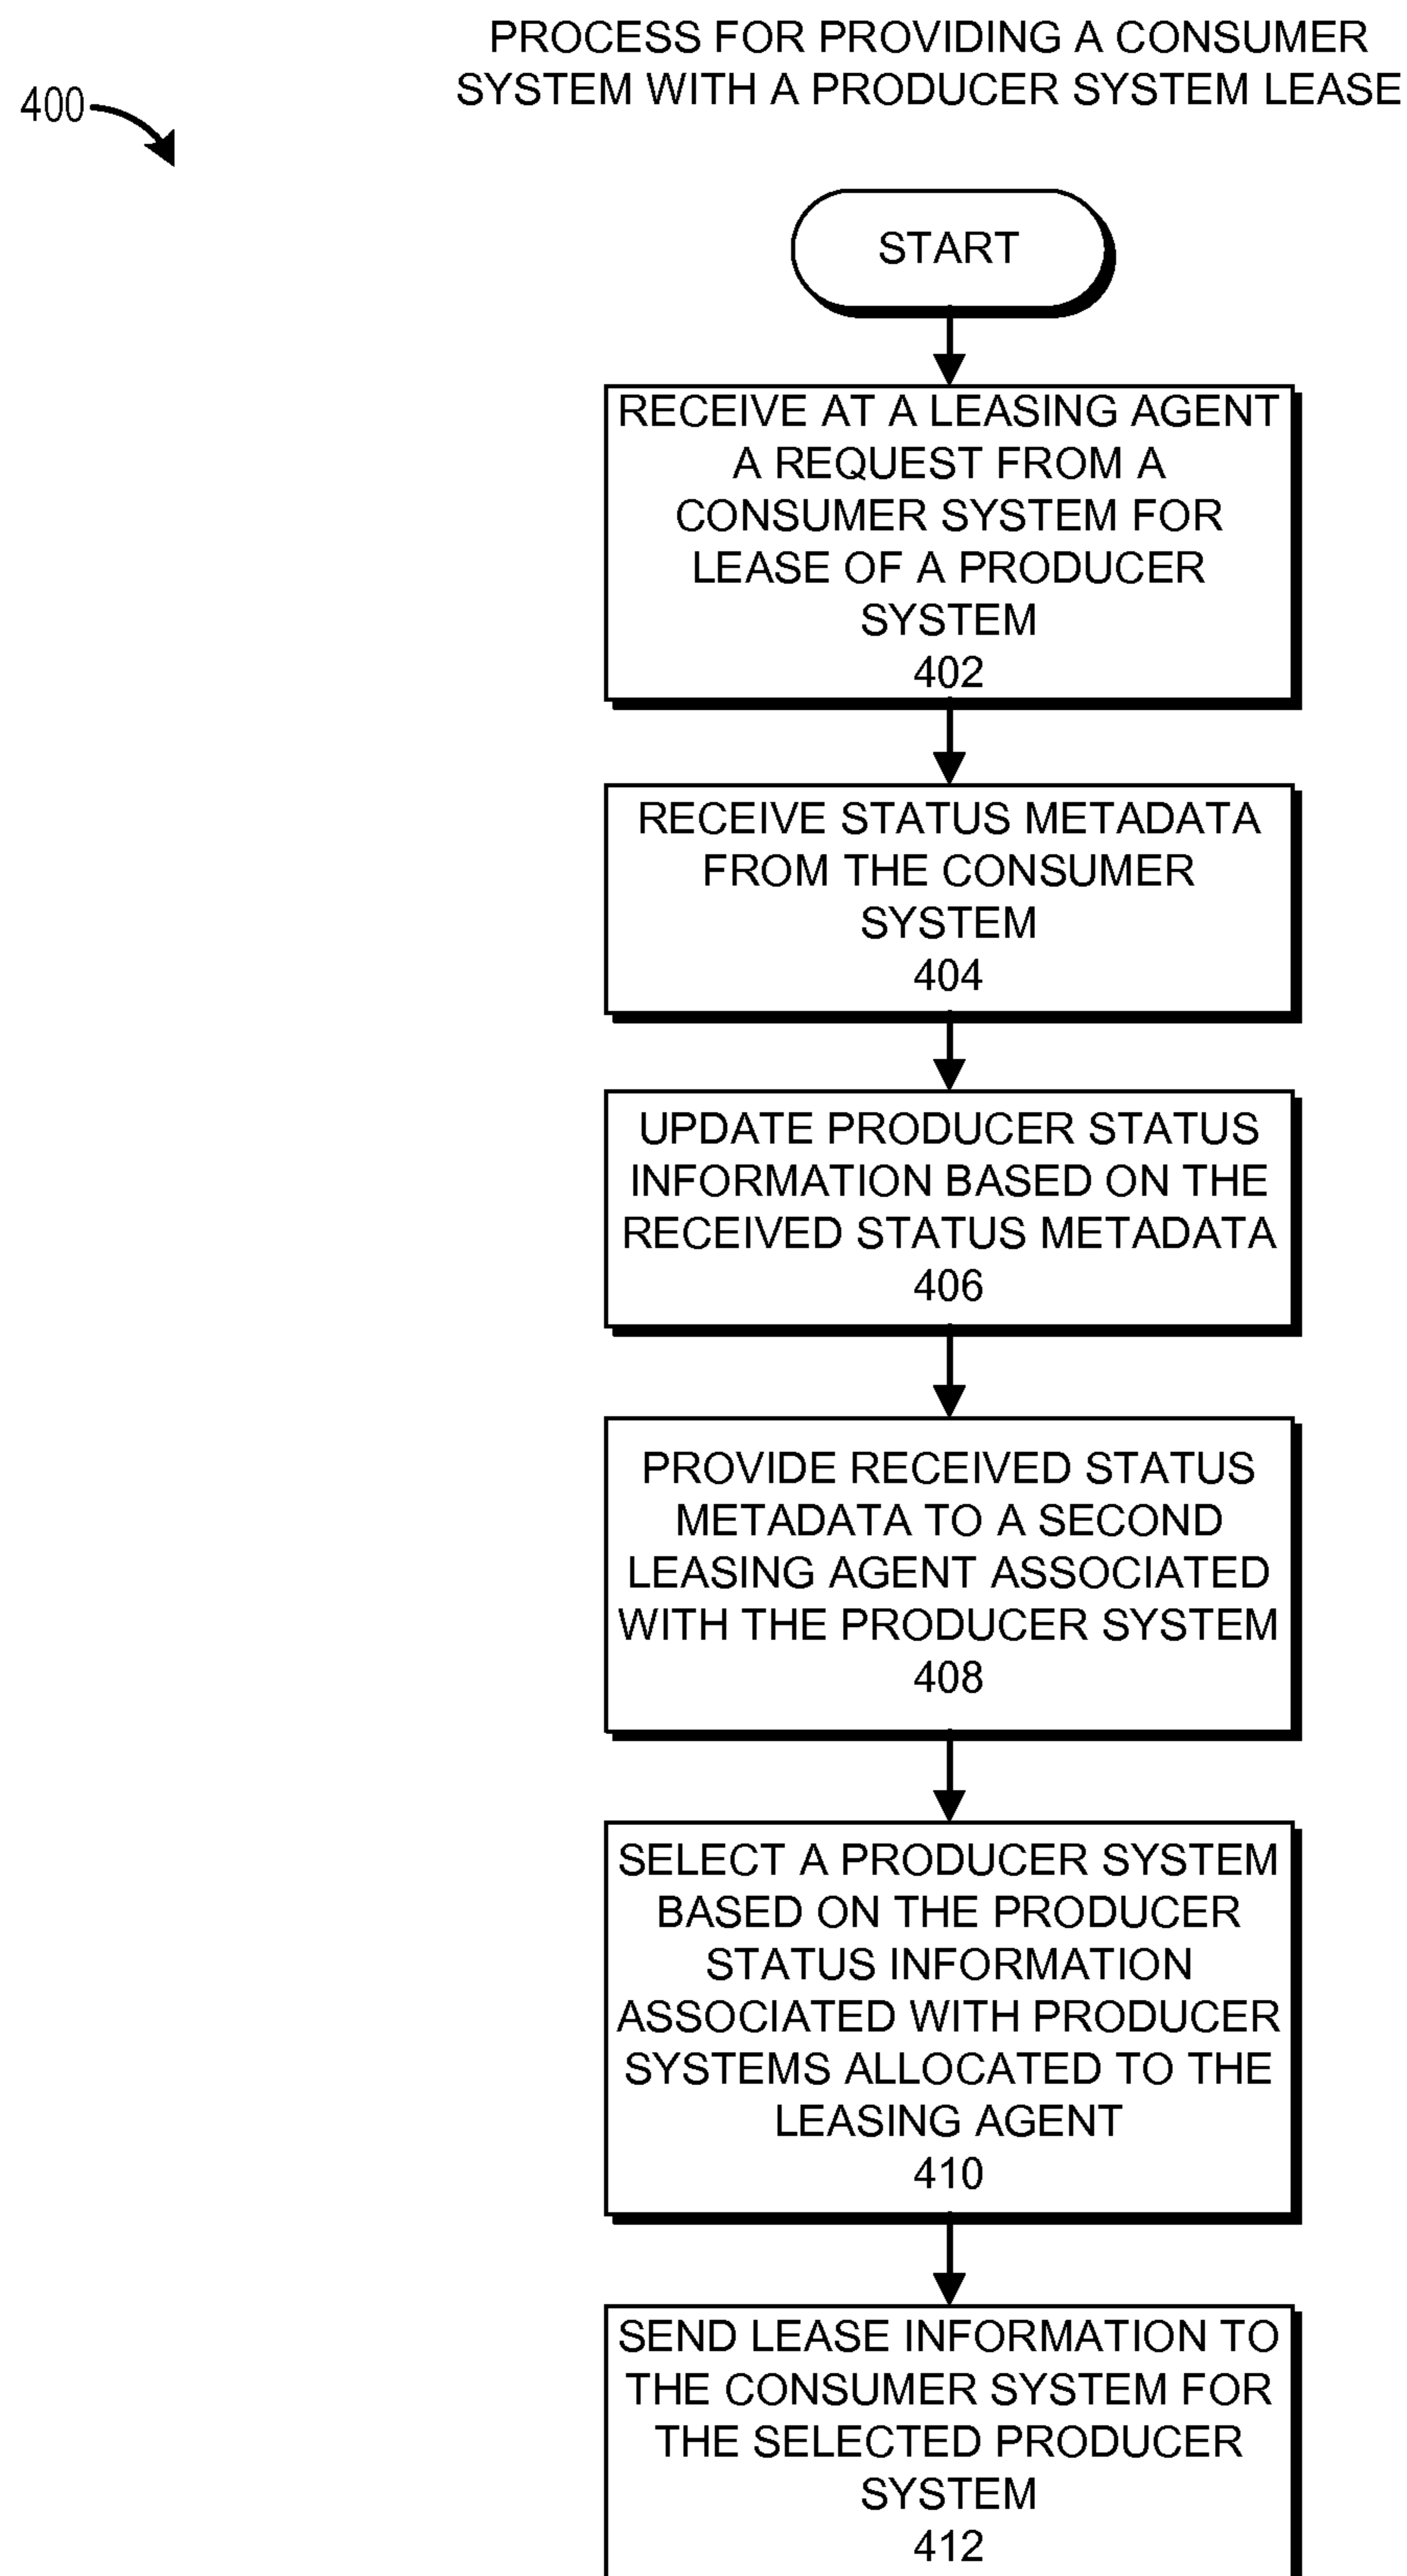 PROCESS FOR PROVIDING A CONSUMER
SYSTEM WITH A PRODUCER SYSTEM LEASE
400
START
RECEIVE AT A LEASING AGENT
A REQUEST FROM A
CONSUMER SYSTEM FOR
LEASE OF A PRODUCER
SYSTEM
402
RECEIVE STATUS METADATA
FROM THE CONSUMER
SYSTEM
404
UPDATE PRODUCER STATUS
INFORMATION BASED ON THE
RECEIVED STATUS METADATA
406
PROVIDE RECEIVED STATUS
METADATA TO A SECOND
LEASING AGENT ASSOCIATED
WITH THE PRODUCER SYSTEM
408
SELECT A PRODUCER SYSTEM
BASED ON THE PRODUCER
STATUS INFORMATION
ASSOCIATED WITH PRODUCER
SYSTEMS ALLOCATED TO THE
LEASING AGENT
410
SEND LEASE INFORMATION TO
THE CONSUMER SYSTEM FOR
THE SELECTED PRODUCER
SYSTEM
412